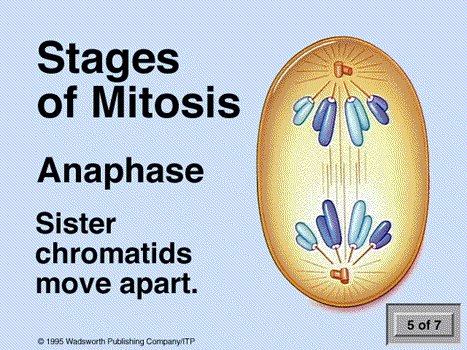 Stages
of Mitosis
Anaphase
Sister
chromatids
move apart.
5 of 7
© 1995 Wadsworth Publishing Company/ITP